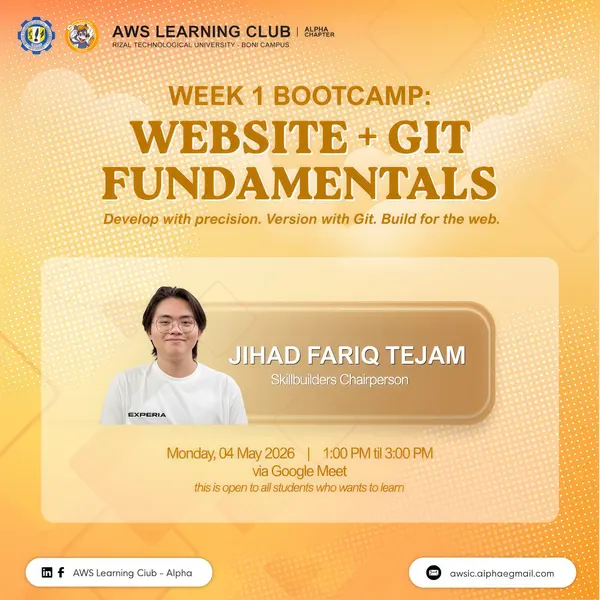 AWS LEARNING CLUB | ALPHA CHAPTER
RIZAL TECHNOLOGICAL UNIVERSITY - BONI CAMPUS
WEEK 1 BOOTCAMP:
WEBSITE + GIT
FUNDAMENTALS
Develop with precision. Version with Git. Build for the web.
JIHAD FARIQ TEJAM
Skillbuilders Chairperson
EXPERIA
Monday, 04 May 2026 | 1:00 PM til 3:00 PM
via Google Meet
this is open to all students who wants to learn
AWS Learning Club - Alpha
awsic.alphaegmail.com